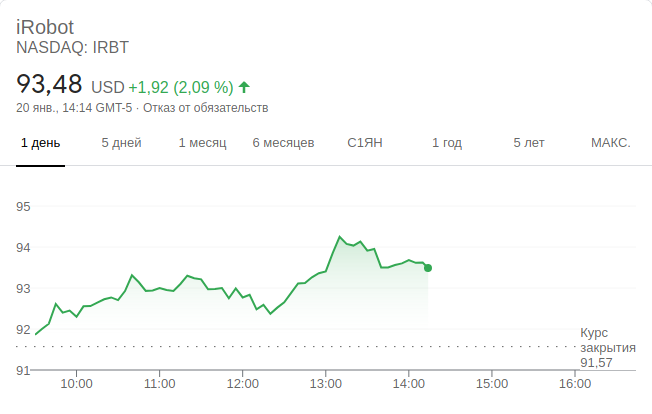 iRobot
NASDAQ: IRBT
93,48 USD +1,92 (2,09 %)
20 янв., 14:14 GMT-5 · Отказ от обязательств
1 день 5 дней 1 месяц 6 месяцев С1ЯН 1 год 5 лет МАКС.
95
94
93
92
Курс
закрытия
91,57
91
10:00 11:00 12:00 13:00 14:00 15:00 16:00